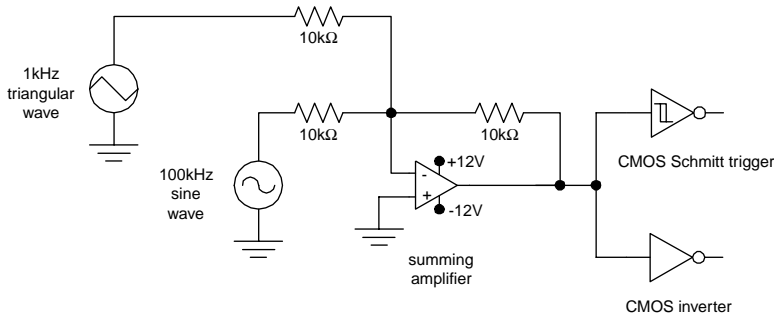 10kΩ
1kHz
triangular
wave
10kΩ
10kΩ
100kHz
sine
wave
+12V
-
+
-12V
CMOS Schmitt trigger
summing
amplifier
CMOS inverter